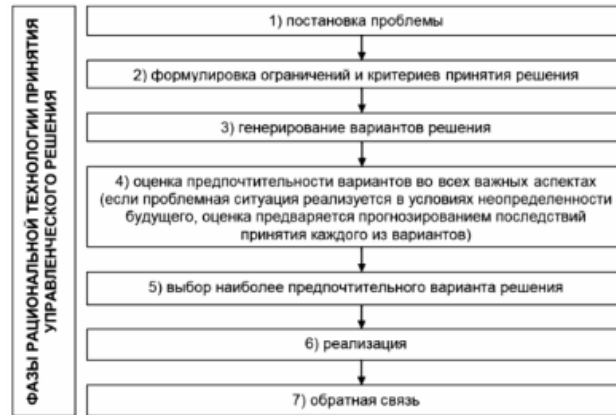 ФАЗЫ РАЦИОНАЛЬНОЙ ТЕХНОЛОГИИ ПРИНЯТИЯ
УПРАВЛЕНЧЕСКОГО РЕШЕНИЯ
1) постановка проблемы
2) формулировка ограничений и критериев принятия решения
3) генерирование вариантов решения
4) оценка предпочтительности вариантов во всех важных аспектах
(если проблемная ситуация реализуется в условиях неопределенности
будущего, оценка предваряется прогнозированием последствий
принятия каждого из вариантов)
5) выбор наиболее предпочтительного варианта решения
6) реализация
7) обратная связь